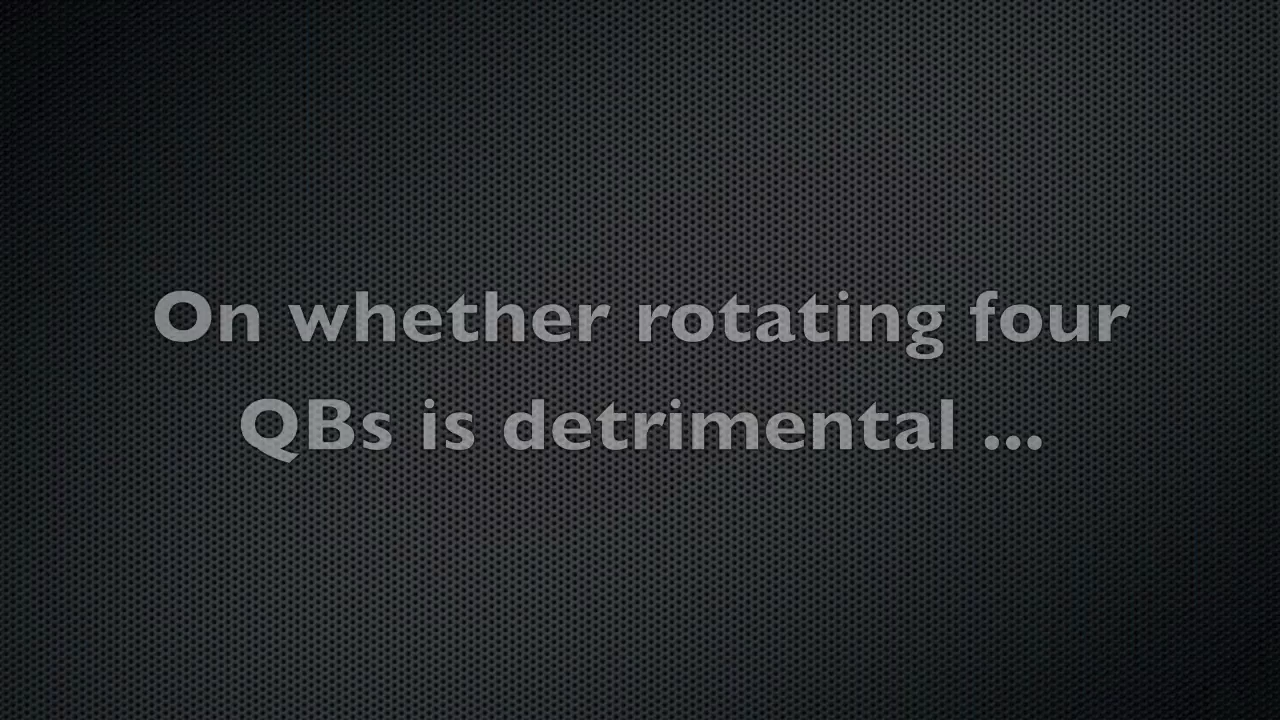 On whether rotating four
QBs is detrimental ...